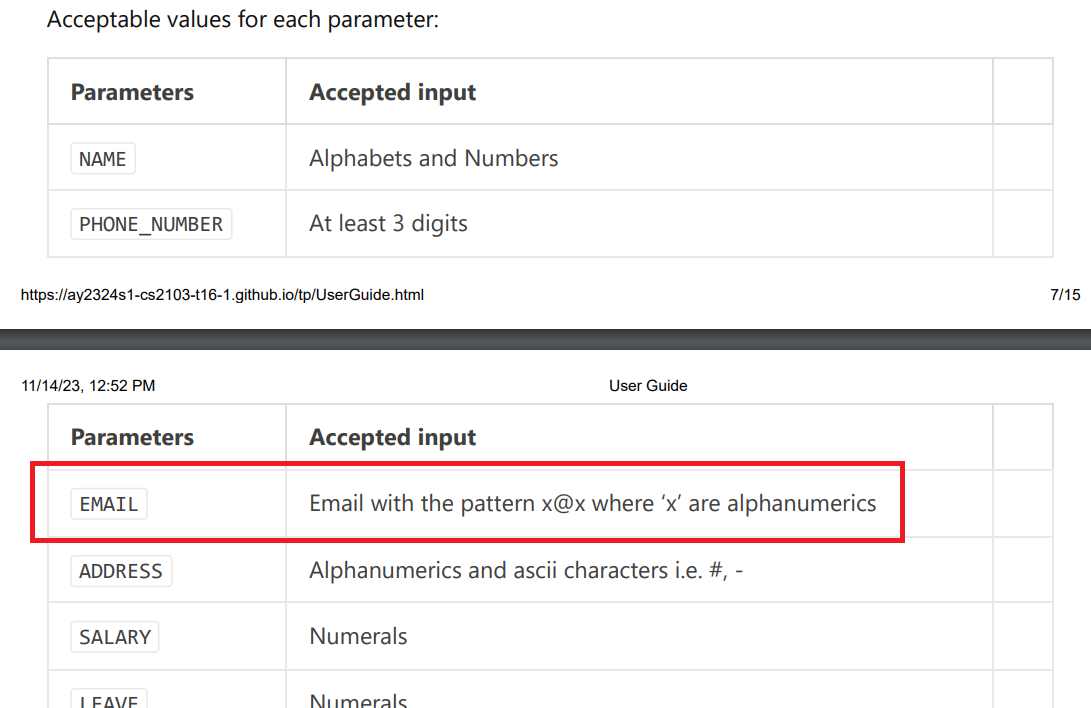 Acceptable values for each parameter:
Parameters Accepted input
NAME Alphabets and Numbers
PHONE_NUMBER At least 3 digits
https://ay2324s1-cs2103-t16-1.github.io/tp/UserGuide.html 7/15
11/14/23, 12:52 PM User Guide
Parameters Accepted input
EMAIL Email with the pattern x@x where ‘x’ are alphanumerics
ADDRESS Alphanumerics and ascii characters i.e. #, -
SALARY Numerals
LEAVE Numerals